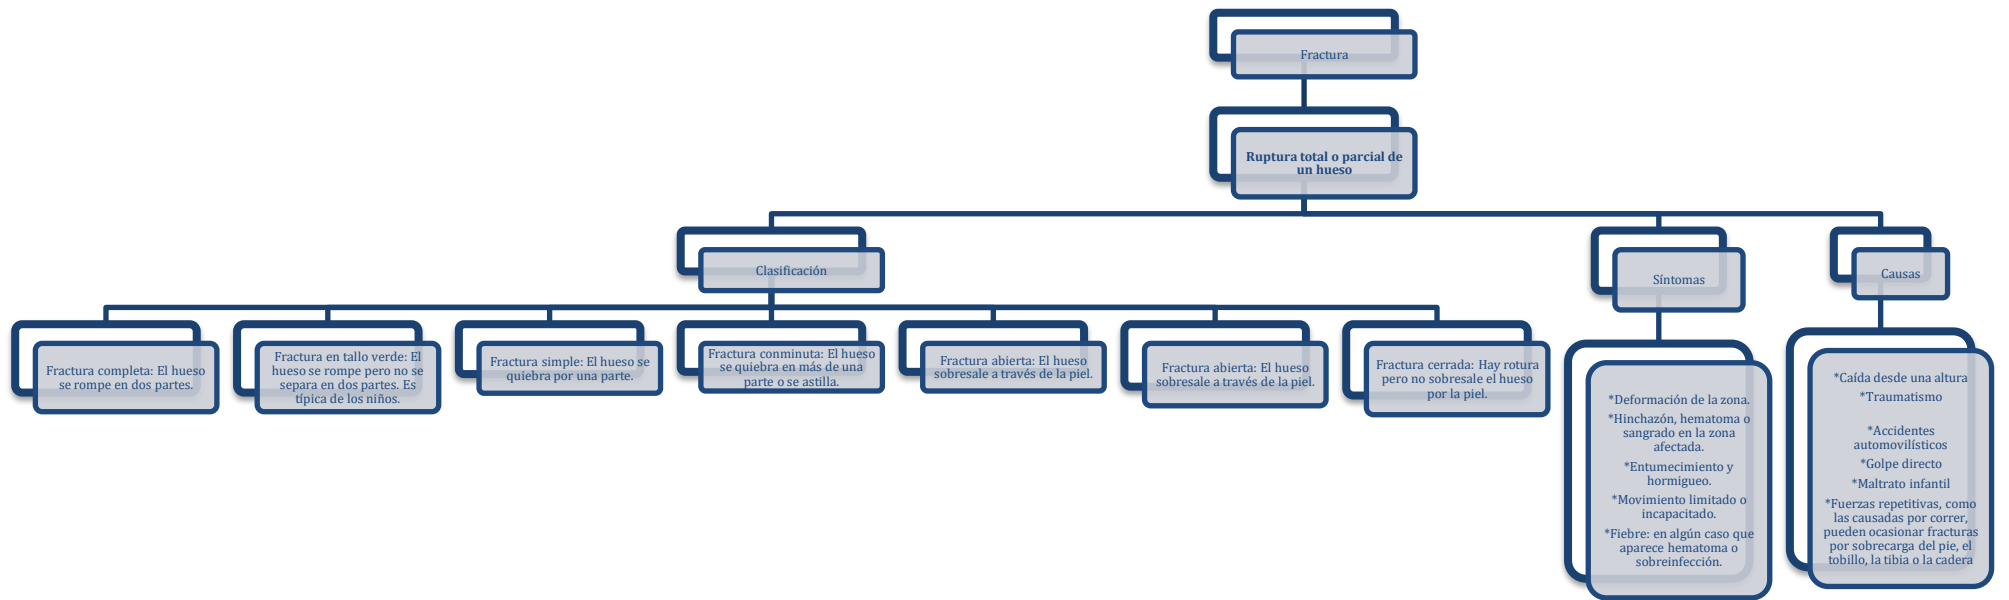 Fractura
Ruptura total o parcial de
un hueso
Clasificación
Síntomas
Causas
Fractura completa: El hueso
se rompe en dos partes.
Fractura en tallo verde: El
hueso se rompe pero no se
separa en dos partes. Es
típica de los niños.
Fractura simple: El hueso se
quiebra por una parte.
Fractura conminuta: El hueso
se quiebra en más de una
parte o se astilla.
Fractura abierta: El hueso
sobresale a través de la piel.
Fractura abierta: El hueso
sobresale a través de la piel.
Fractura cerrada: Hay rotura
pero no sobresale el hueso
por la piel.
*Deformación de la zona.
*Hinchazón, hematoma o
sangrado en la zona
afectada.
*Entumecimiento y
hormigueo.
*Movimiento limitado o
incapacitado.
*Fiebre: en algún caso que
aparece hematoma o
sobreinfección.
*Caída desde una altura
*Traumatismo
*Accidentes
automovilísticos
*Golpe directo
*Maltrato infantil
*Fuerzas repetitivas, como
las causadas por correr,
pueden ocasionar fracturas
por sobrecarga del pie, el
tobillo, la tibia o la cadera